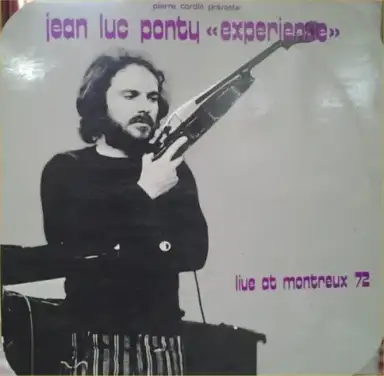 pierre cardin présente:
jean luc ponty «experience»
live at montreux 72